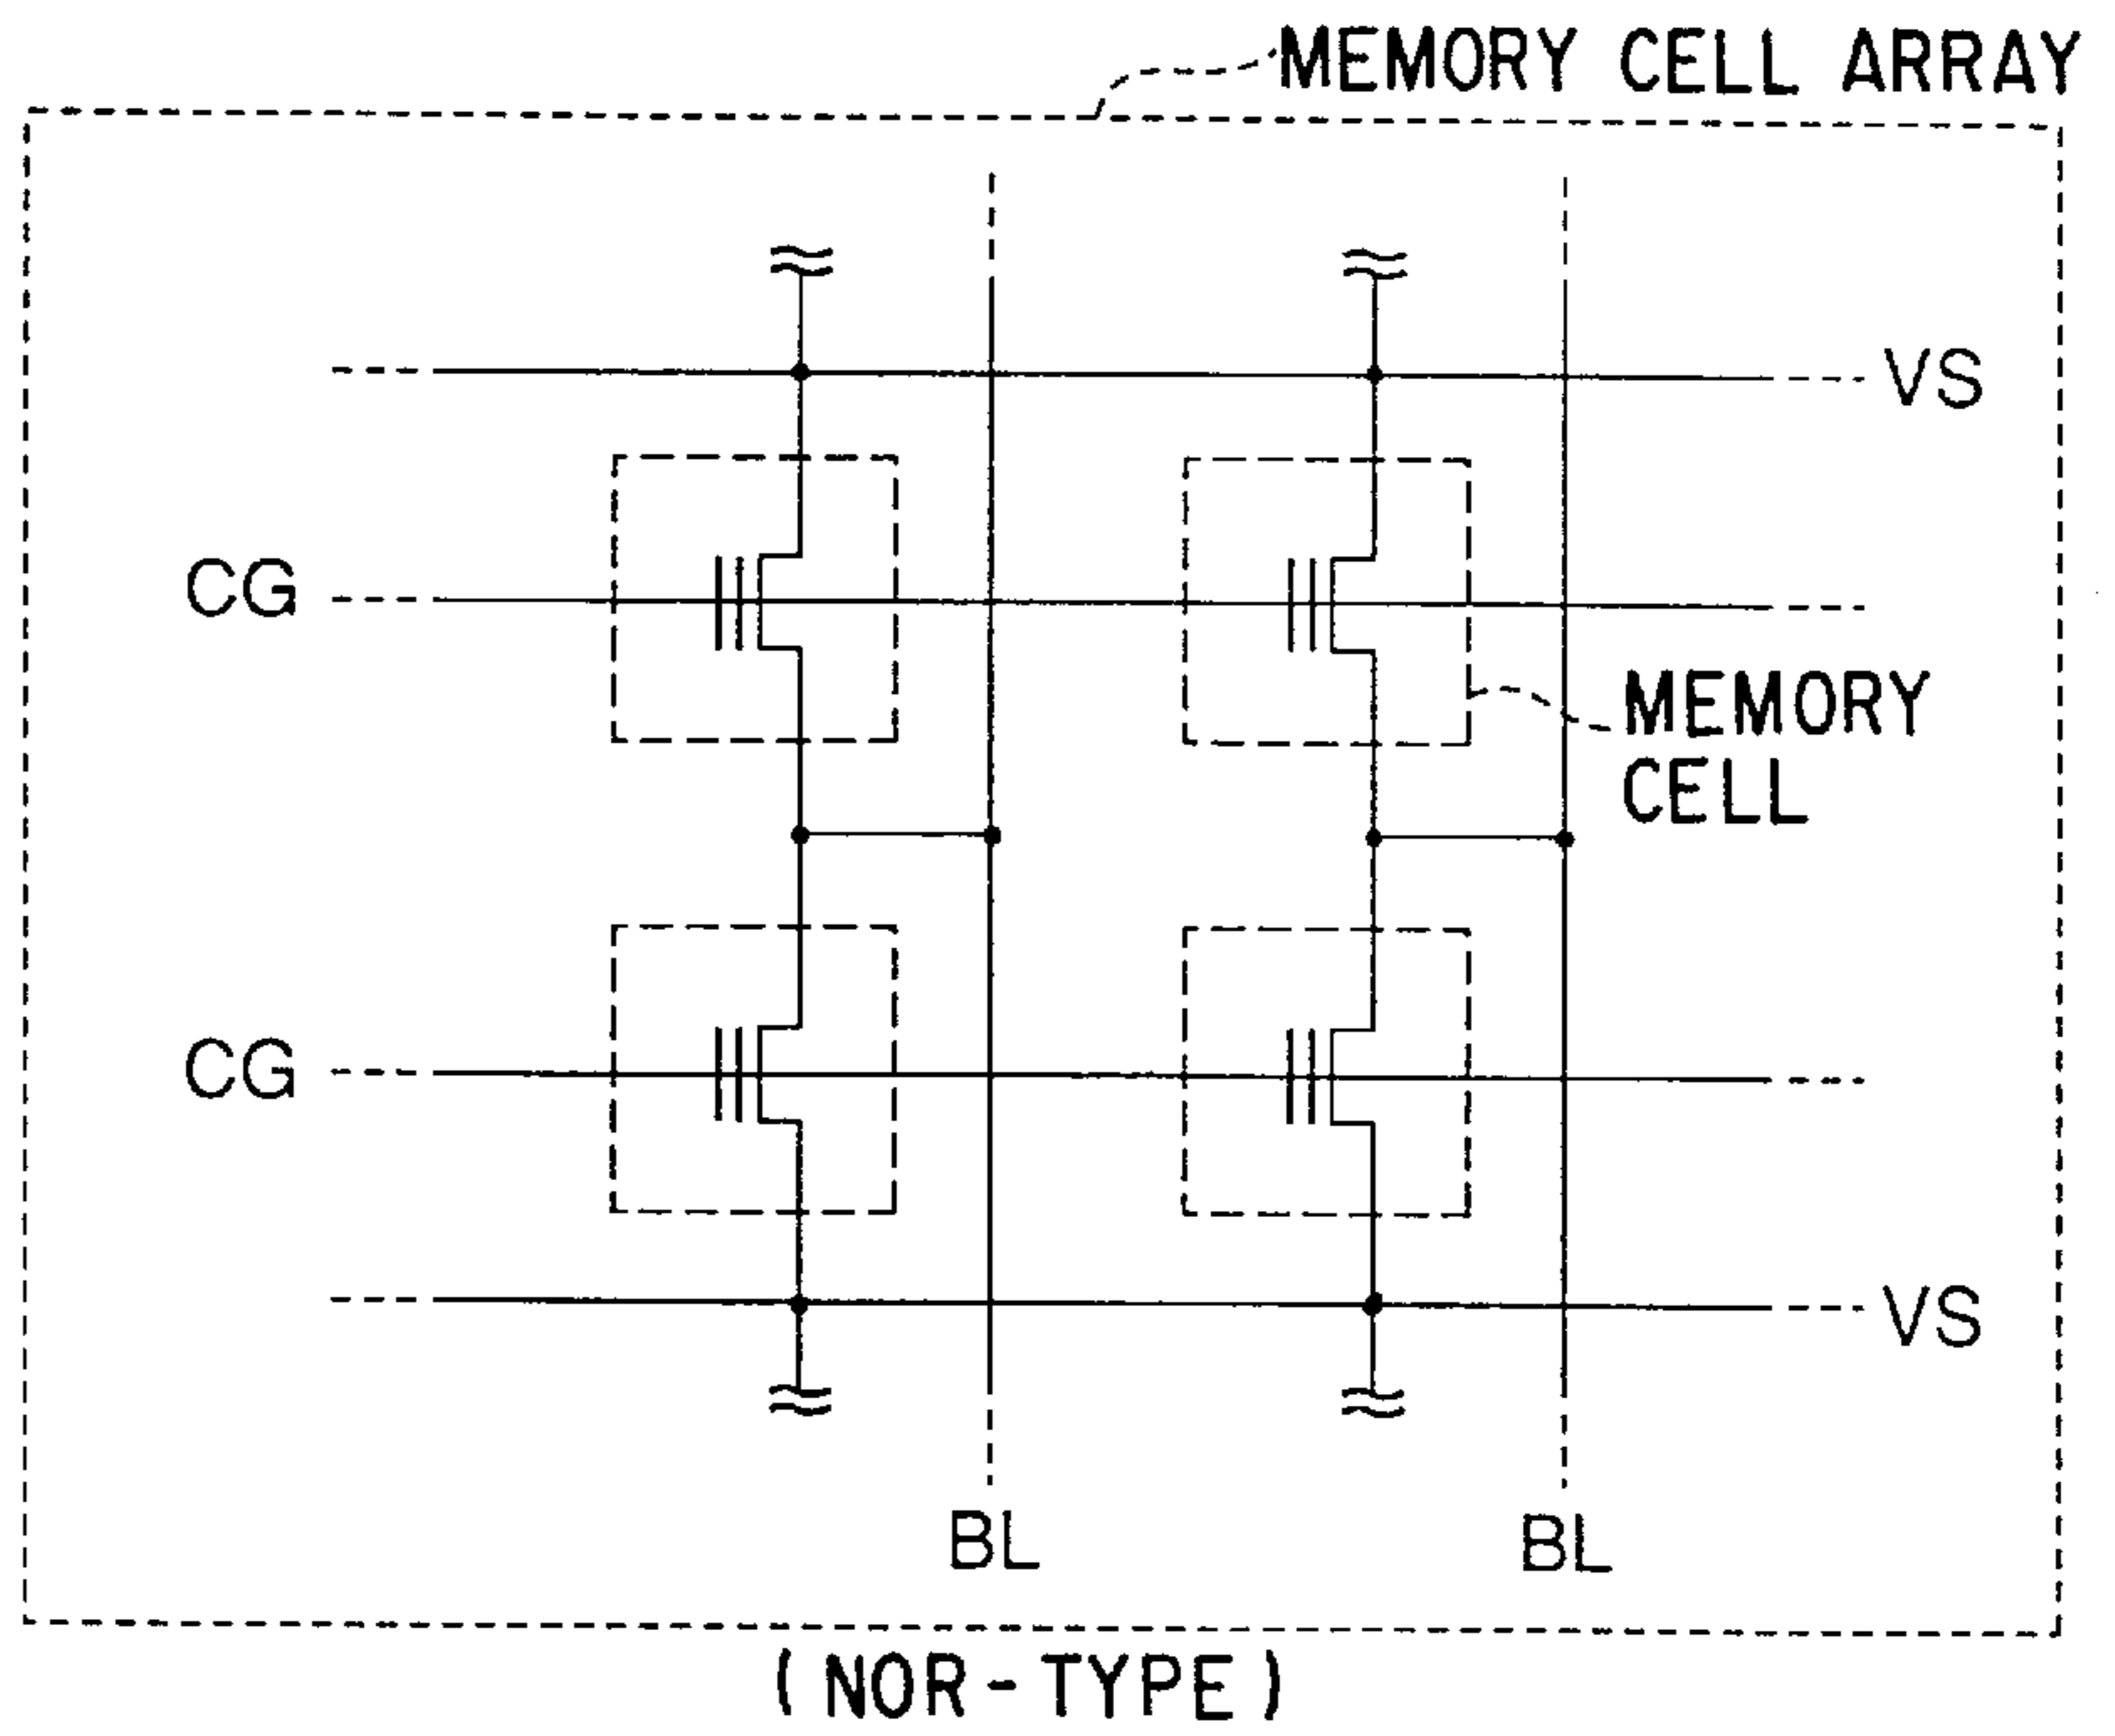 MEMORY CELL ARRAY
VS
CG
MEMORY
CELL
CG
VS
BL
BL
(NOR-TYPE)